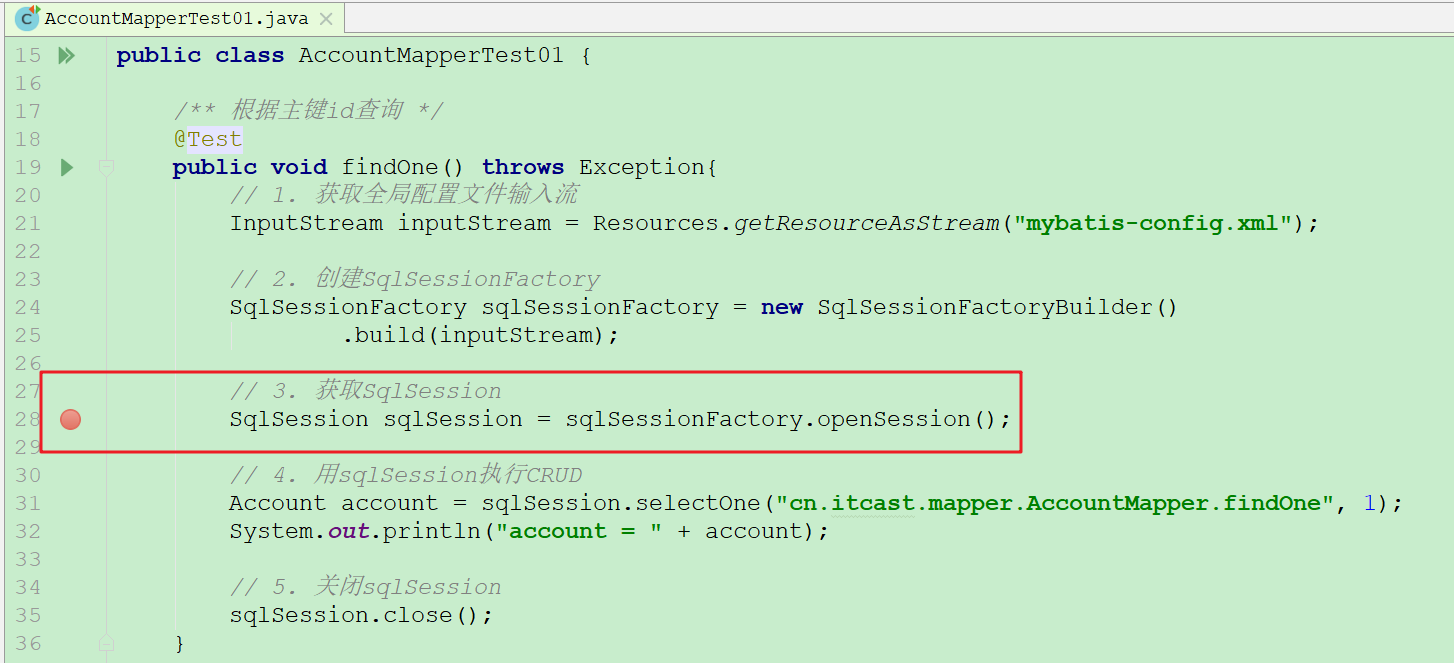 AccountMapperTest01.java
15 public class AccountMapperTest01 {
16
17 /** 根据主键id查询 */
18 @Test
19 public void findOne() throws Exception{
20 // 1. 获取全局配置文件输入流
21 InputStream inputStream = Resources.getResourceAsStream("mybatis-config.xml");
22
23 // 2. 创建SqlSessionFactory
24 SqlSessionFactory sqlSessionFactory = new SqlSessionFactoryBuilder()
25 .build(inputStream);
26
27 // 3. 获取SqlSession
28 SqlSession sqlSession = sqlSessionFactory.openSession();
29
30 // 4. 用sqlSession执行CRUD
31 Account account = sqlSession.selectOne("cn.itcast.mapper.AccountMapper.findOne", 1);
32 System.out.println("account = " + account);
33
34 // 5. 关闭sqlSession
35 sqlSession.close();
36 }